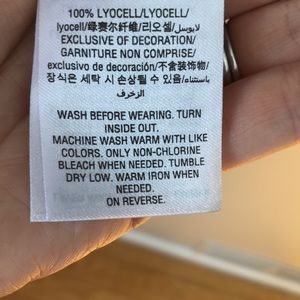 100% LYOCELL/LYOCELL/
lyocell/绿赛尔纤维/리오셀/لايوسل
EXCLUSIVE OF DECORATION/
GARNITURE NON COMPRISE/
exclusivo de decoración/不含装饰物/
장식은 세탁 시 손상될 수 있음/باستثناء
الزخرف
WASH BEFORE WEARING. TURN
INSIDE OUT.
MACHINE WASH WARM WITH LIKE
COLORS. ONLY NON-CHLORINE
BLEACH WHEN NEEDED. TUMBLE
DRY LOW. WARM IRON WHEN
NEEDED.
ON REVERSE.